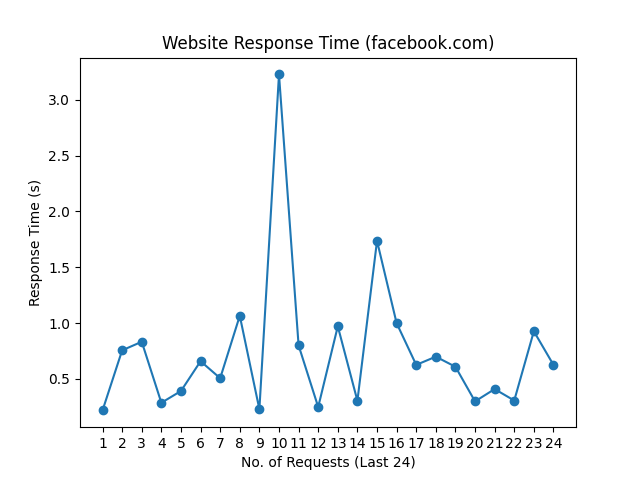 Website Response Time (facebook.com)
Response Time (s)
3.0
2.5
2.0
1.5
1.0
0.5
1 2 3 4 5 6 7 8 9 10 11 12 13 14 15 16 17 18 19 20 21 22 23 24
No. of Requests (Last 24)